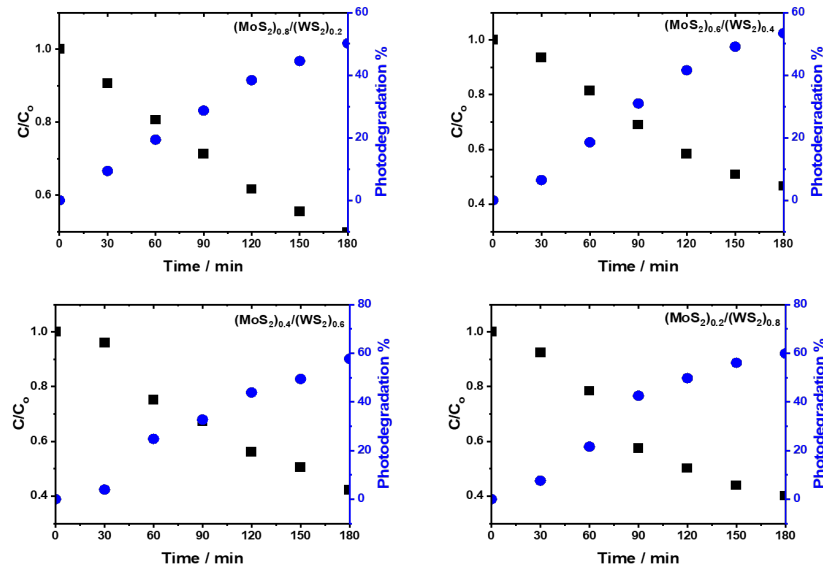 (MoS₂)₀.₈/(WS₂)₀.₂
C/Cₒ
1.0
0.8
0.6
60
40
20
0
Photodegradation %
0 30 60 90 120 150 180
Time / min
(MoS₂)₀.₆/(WS₂)₀.₄
C/Cₒ
1.0
0.8
0.6
0.4
60
40
20
0
Photodegradation %
0 30 60 90 120 150 180
Time / min
(MoS₂)₀.₄/(WS₂)₀.₆
C/Cₒ
1.0
0.8
0.6
0.4
80
60
40
20
0
Photodegradation %
0 30 60 90 120 150 180
Time / min
(MoS₂)₀.₂/(WS₂)₀.₈
C/Cₒ
1.0
0.8
0.6
0.4
80
60
40
20
0
Photodegradation %
0 30 60 90 120 150 180
Time / min